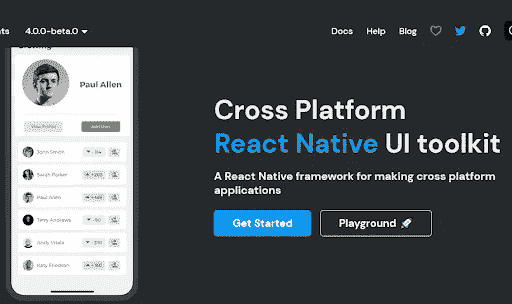 nts 4.0.0-beta.0 Docs Help Blog
Paul Allen
View Profile Add User
John Smith
Sarah Parker
Paul Allen
Terry Andrews
Andy Vitale
Katy Friedson
Cross Platform
React Native UI toolkit
A React Native framework for making cross platform
applications
Get Started Playground